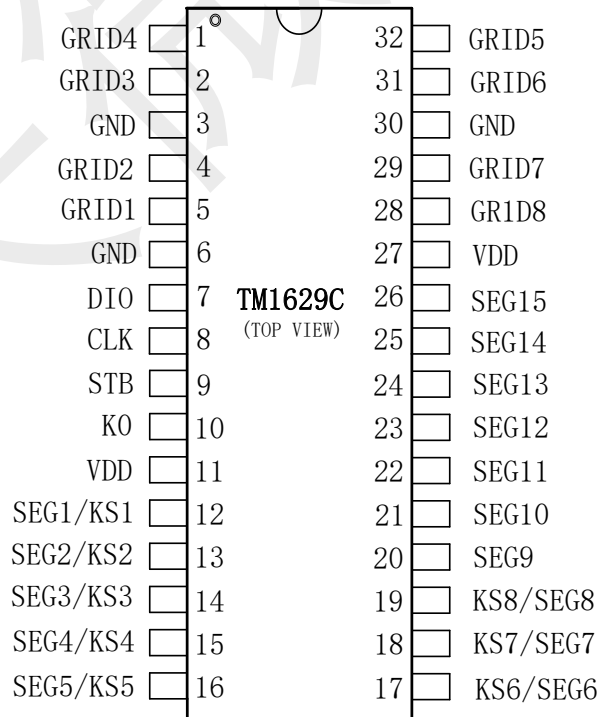 GRID4 1 32 GRID5
GRID3 2 31 GRID6
GND 3 30 GND
GRID2 4 29 GRID7
GRID1 5 28 GR1D8
GND 6 27 VDD
DIO 7 TM1629C 26 SEG15
(TOP VIEW)
CLK 8 25 SEG14
STB 9 24 SEG13
K0 10 23 SEG12
VDD 11 22 SEG11
SEG1/KS1 12 21 SEG10
SEG2/KS2 13 20 SEG9
SEG3/KS3 14 19 KS8/SEG8
SEG4/KS4 15 18 KS7/SEG7
SEG5/KS5 16 17 KS6/SEG6